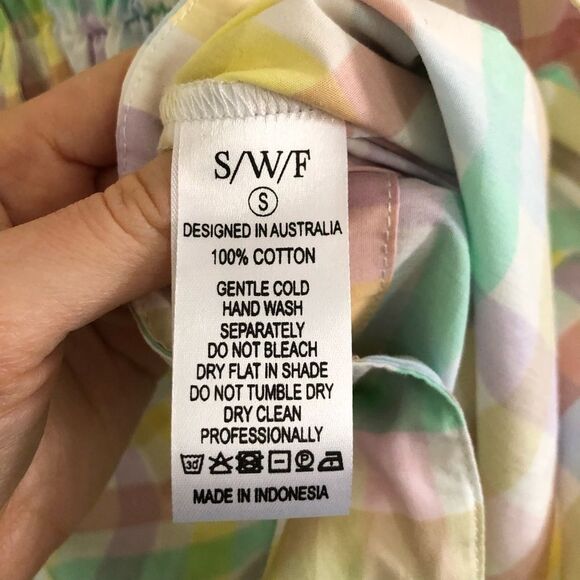 S/W/F
S
DESIGNED IN AUSTRALIA
100% COTTON
GENTLE COLD
HAND WASH
SEPARATELY
DO NOT BLEACH
DRY FLAT IN SHADE
DO NOT TUMBLE DRY
DRY CLEAN
PROFESSIONALLY
30 P
MADE IN INDONESIA